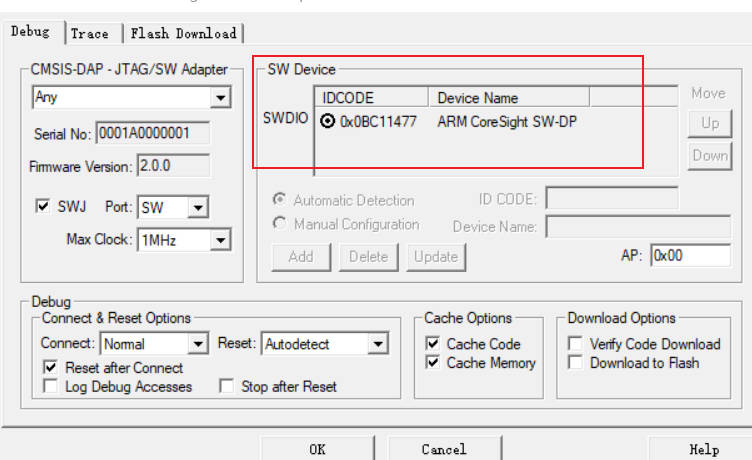 Debug Trace Flash Download
CMSIS-DAP - JTAG/SW Adapter
Any
Serial No: 0001A0000001
Firmware Version: 2.0.0
SWJ Port: SW
Max Clock: 1MHz
SW Device
IDCODE Device Name
SWDIO 0x0BC11477 ARM CoreSight SW-DP
Move
Up
Down
Automatic Detection ID CODE:
Manual Configuration Device Name:
Add Delete Update AP: 0x00
Debug
Connect & Reset Options
Connect: Normal Reset: Autodetect
Reset after Connect
Log Debug Accesses Stop after Reset
Cache Options
Cache Code
Cache Memory
Download Options
Verify Code Download
Download to Flash
OK Cancel Help